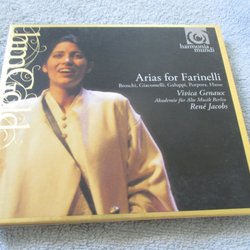 harmonia
mundi
Arias for Farinelli
Broschi, Giacomelli, Galuppi, Porpora, Hasse
Vivica Genaux
Akademie für Alte Musik Berlin
René Jacobs